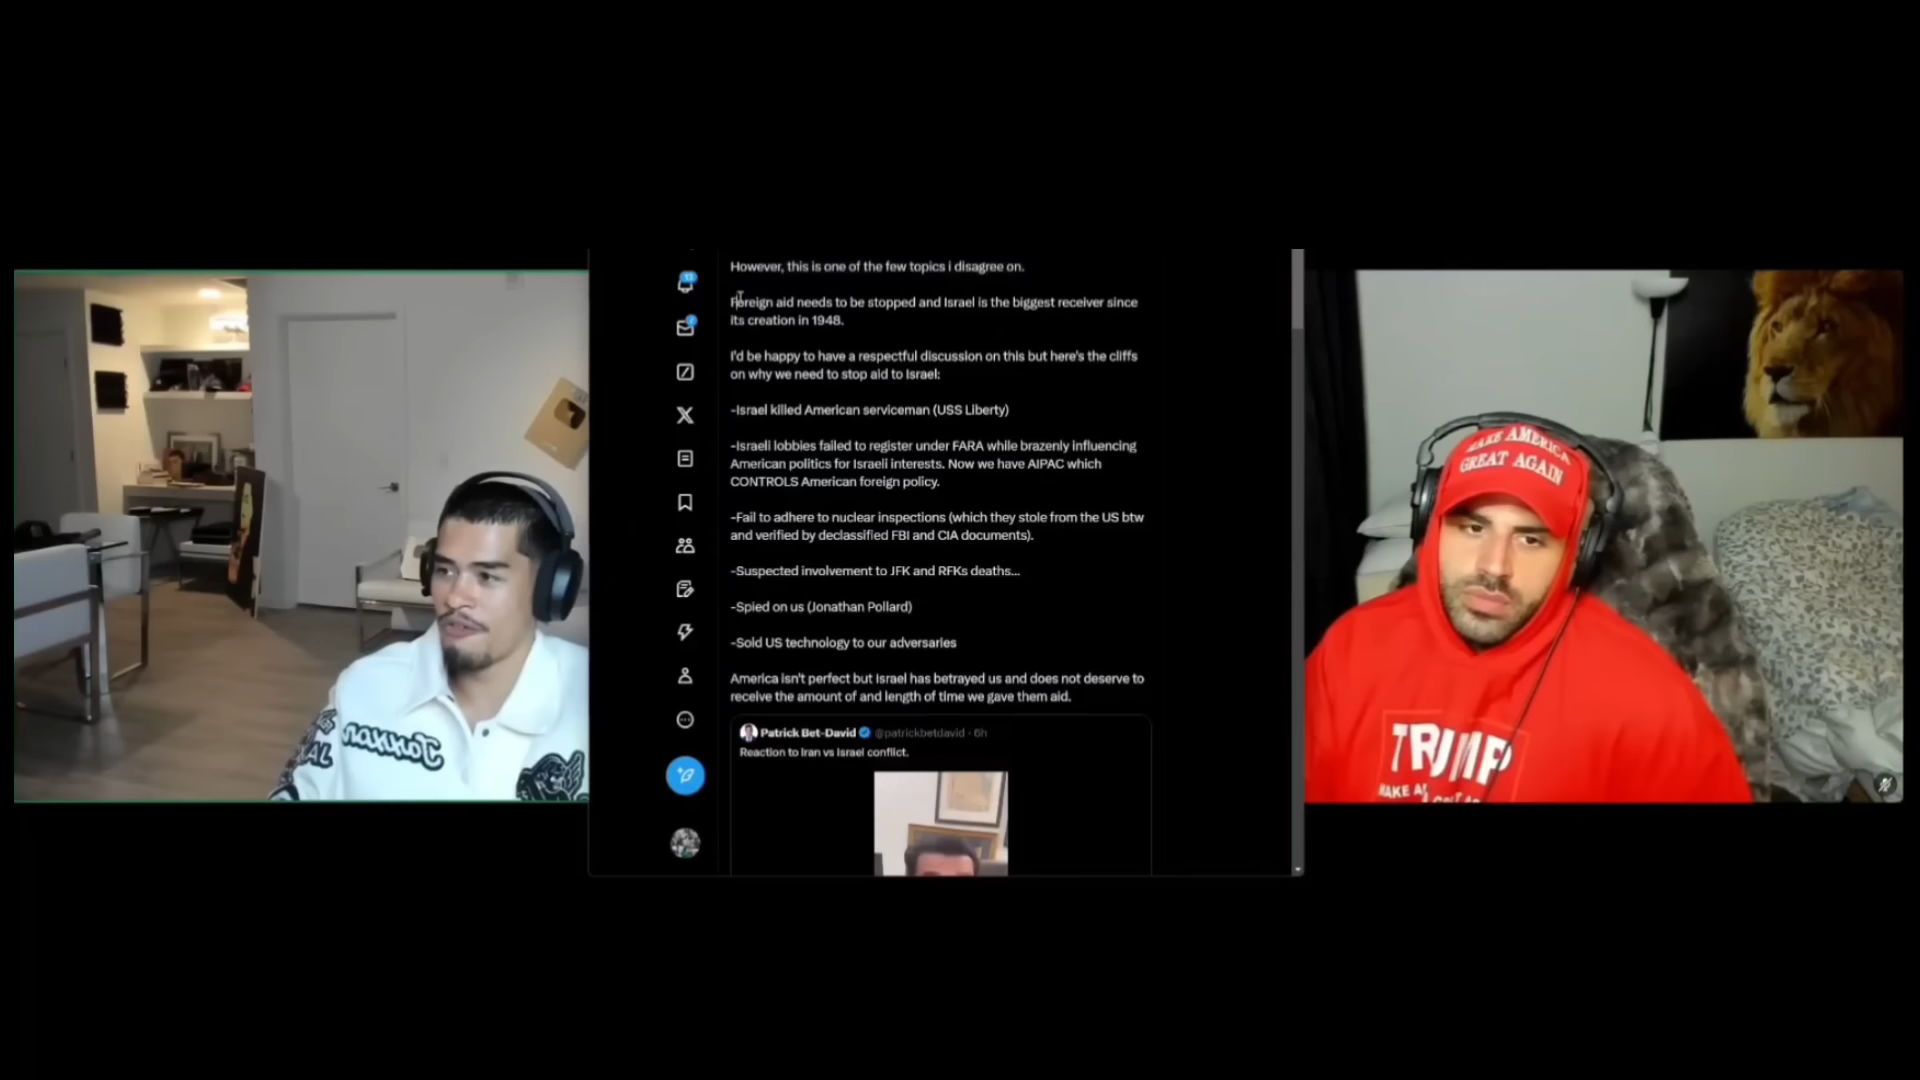 However, this is one of the few topics i disagree on.
Foreign aid needs to be stopped and Israel is the biggest receiver since
its creation in 1948.
I'd be happy to have a respectful discussion on this but here's the cliffs
on why we need to stop aid to Israel:
-Israel killed American serviceman (USS Liberty)
-Israeli lobbies failed to register under FARA while brazenly influencing
American politics for Israeli interests. Now we have AIPAC which
CONTROLS American foreign policy.
-Fail to adhere to nuclear inspections (which they stole from the US btw
and verified by declassified FBI and CIA documents).
-Suspected involvement to JFK and RFKs deaths...
-Spied on us (Jonathan Pollard)
-Sold US technology to our adversaries
America isn't perfect but Israel has betrayed us and does not deserve to
receive the amount of and length of time we gave them aid.
Patrick Bet-David @patrickbetdavid · 6h
Reaction to Iran vs Israel conflict.
MAKE AMERICA
GREAT AGAIN
TRUMP